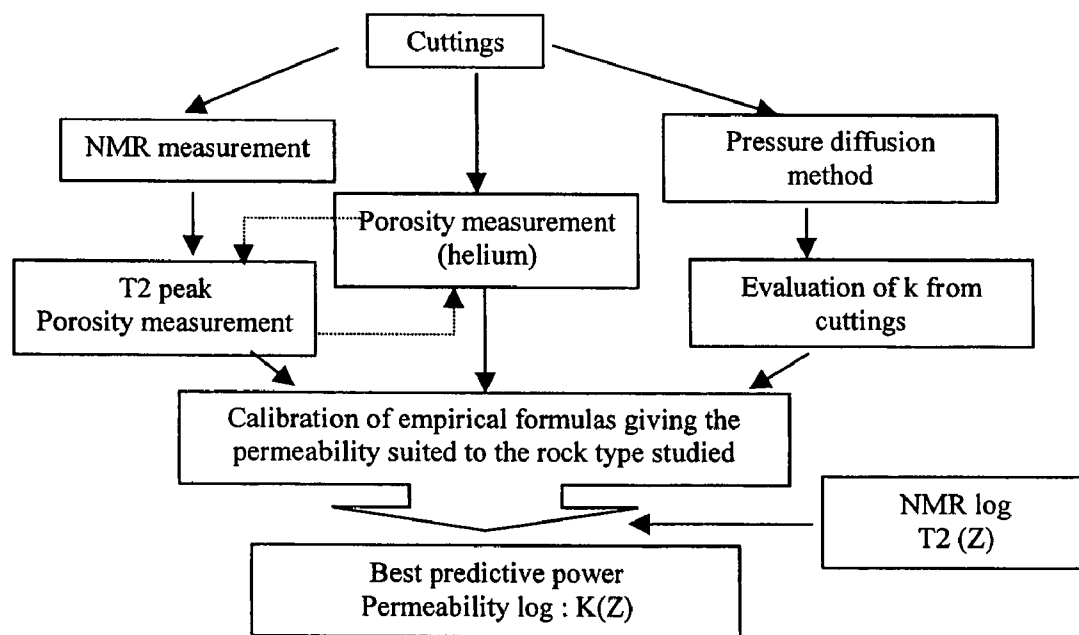 Cuttings
NMR measurement
Pressure diffusion
method
Porosity measurement
(helium)
T2 peak
Porosity measurement
Evaluation of k from
cuttings
Calibration of empirical formulas giving the
permeability suited to the rock type studied
NMR log
T2 (Z)
Best predictive power
Permeability log : K(Z)